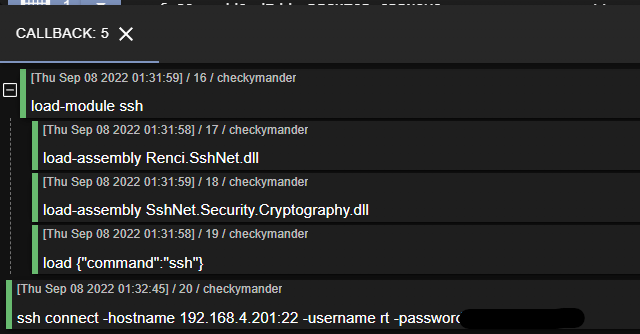 CALLBACK: 5
[Thu Sep 08 2022 01:31:59] / 16 / checkymander
load-module ssh
[Thu Sep 08 2022 01:31:58] / 17 / checkymander
load-assembly Renci.SshNet.dll
[Thu Sep 08 2022 01:31:59] / 18 / checkymander
load-assembly SshNet.Security.Cryptography.dll
[Thu Sep 08 2022 01:31:58] / 19 / checkymander
load {"command":"ssh"}
[Thu Sep 08 2022 01:32:45] / 20 / checkymander
ssh connect -hostname 192.168.4.201:22 -username rt -password